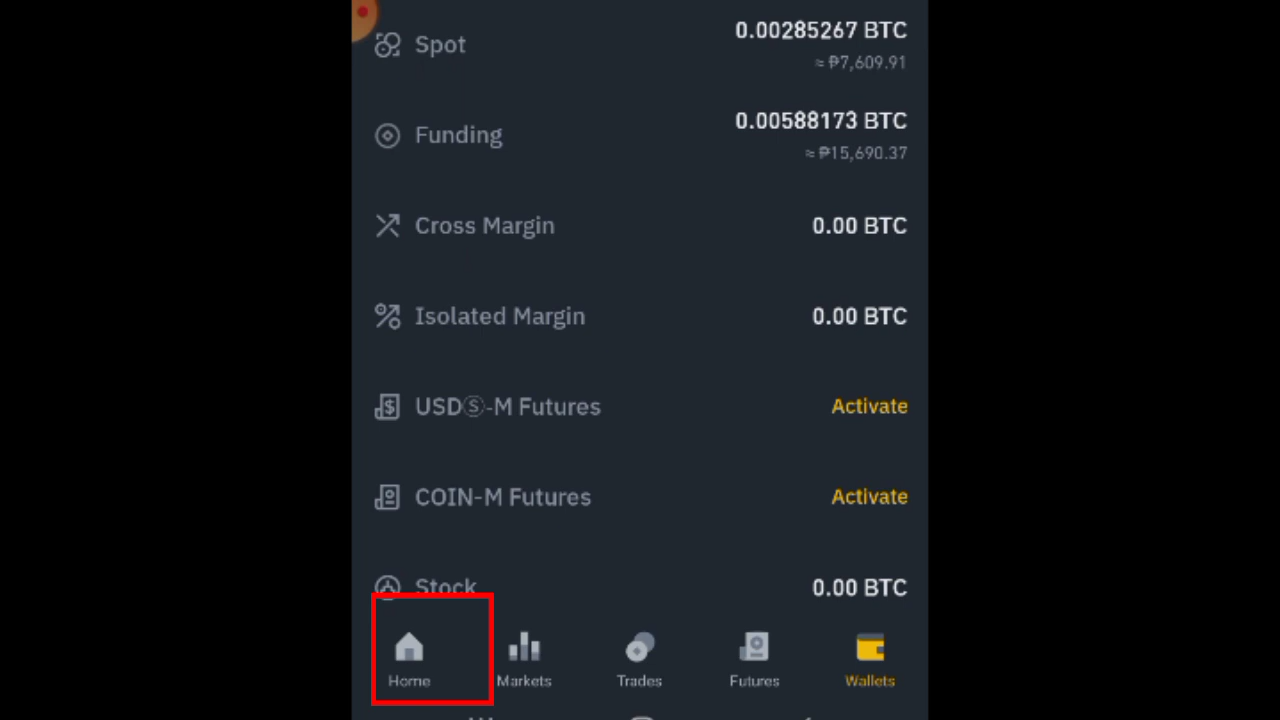 Spot 0.00285267 BTC
≈ ₱7,609.91
Funding 0.00588173 BTC
≈ ₱15,690.37
Cross Margin 0.00 BTC
Isolated Margin 0.00 BTC
USDⓈ-M Futures Activate
COIN-M Futures Activate
Stock 0.00 BTC
Home Markets Trades Futures Wallets